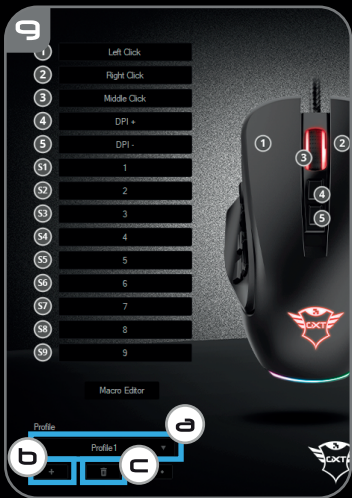 9
1 Left Click
2 Right Click
3 Middle Click
4 DPI +
5 DPI -
S1 1
S2 2
S3 3
S4 4
S5 5
S6 6
S7 7
S8 8
S9 9
1
2
3
4
5
GXT
Macro Editor
Profile
a
Profile1
b
+
c
GXT